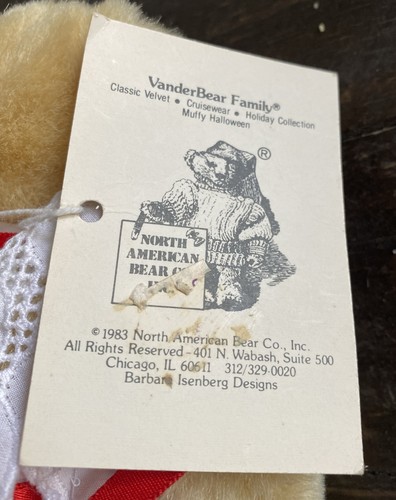 VanderBear Family®
Classic Velvet • Cruisewear • Holiday Collection
Muffy Halloween
®
NORTH
AMERICAN
BEAR
© 1983 North American Bear Co., Inc.
All Rights Reserved - 401 N. Wabash, Suite 500
Chicago, IL 60611 312/329-0020
Barbara Isenberg Designs